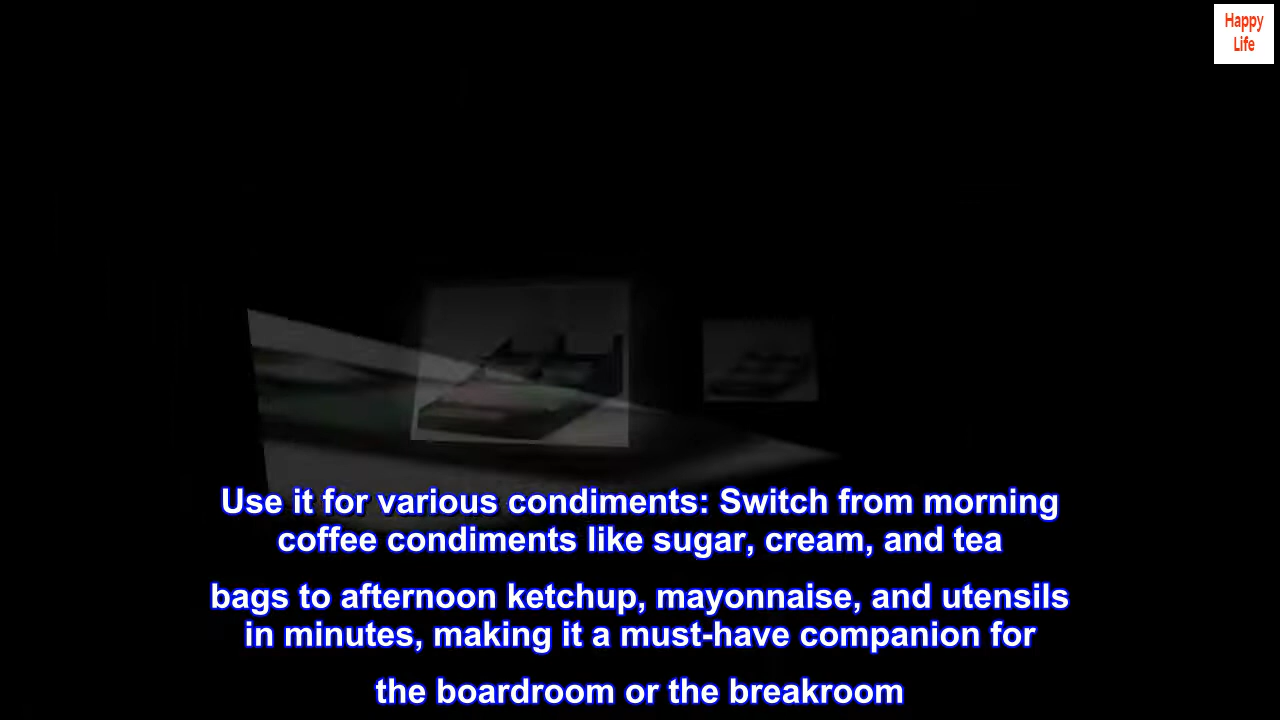 Happy
Life
Use it for various condiments: Switch from morning
coffee condiments like sugar, cream, and tea
bags to afternoon ketchup, mayonnaise, and utensils
in minutes, making it a must-have companion for
the boardroom or the breakroom